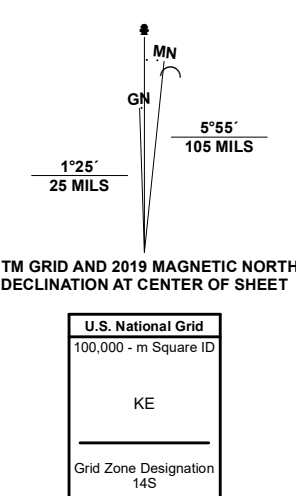 MN
GN
5°55´
105 MILS
1°25´
25 MILS
TM GRID AND 2019 MAGNETIC NORTH
DECLINATION AT CENTER OF SHEET
U.S. National Grid
100,000 - m Square ID
KE
Grid Zone Designation
14S